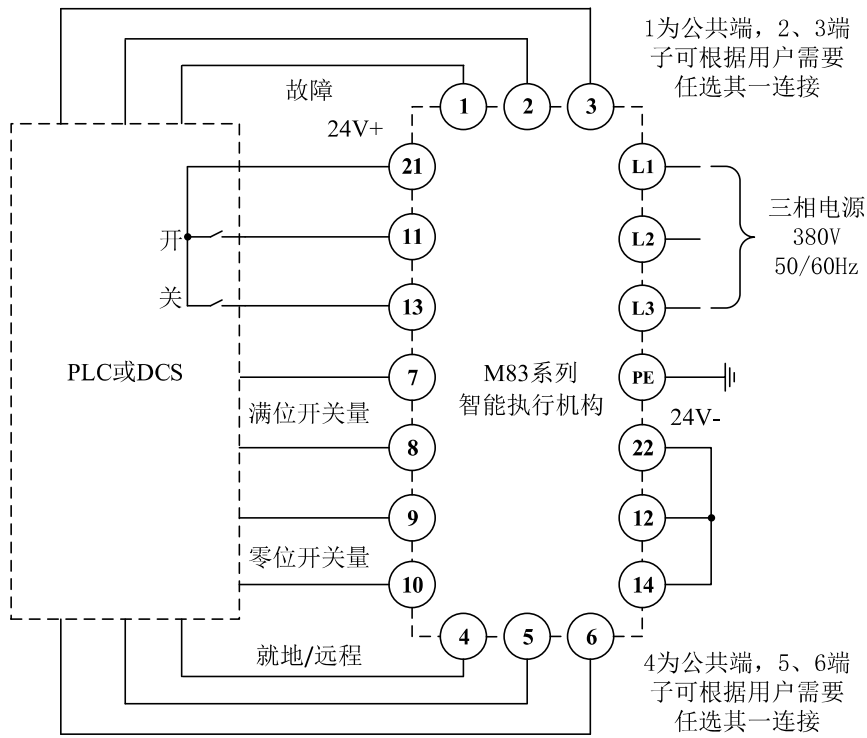 1为公共端，2、3端
子可根据用户需要
任选其一连接
故障
1
2
3
24V+
21
L1
三相电源
380V
50/60Hz
开
11
L2
关
13
L3
PLC或DCS
7
M83系列
智能执行机构
PE
满位开关量
24V-
8
22
9
12
零位开关量
10
14
就地/远程
4
5
6
4为公共端，5、6端
子可根据用户需要
任选其一连接